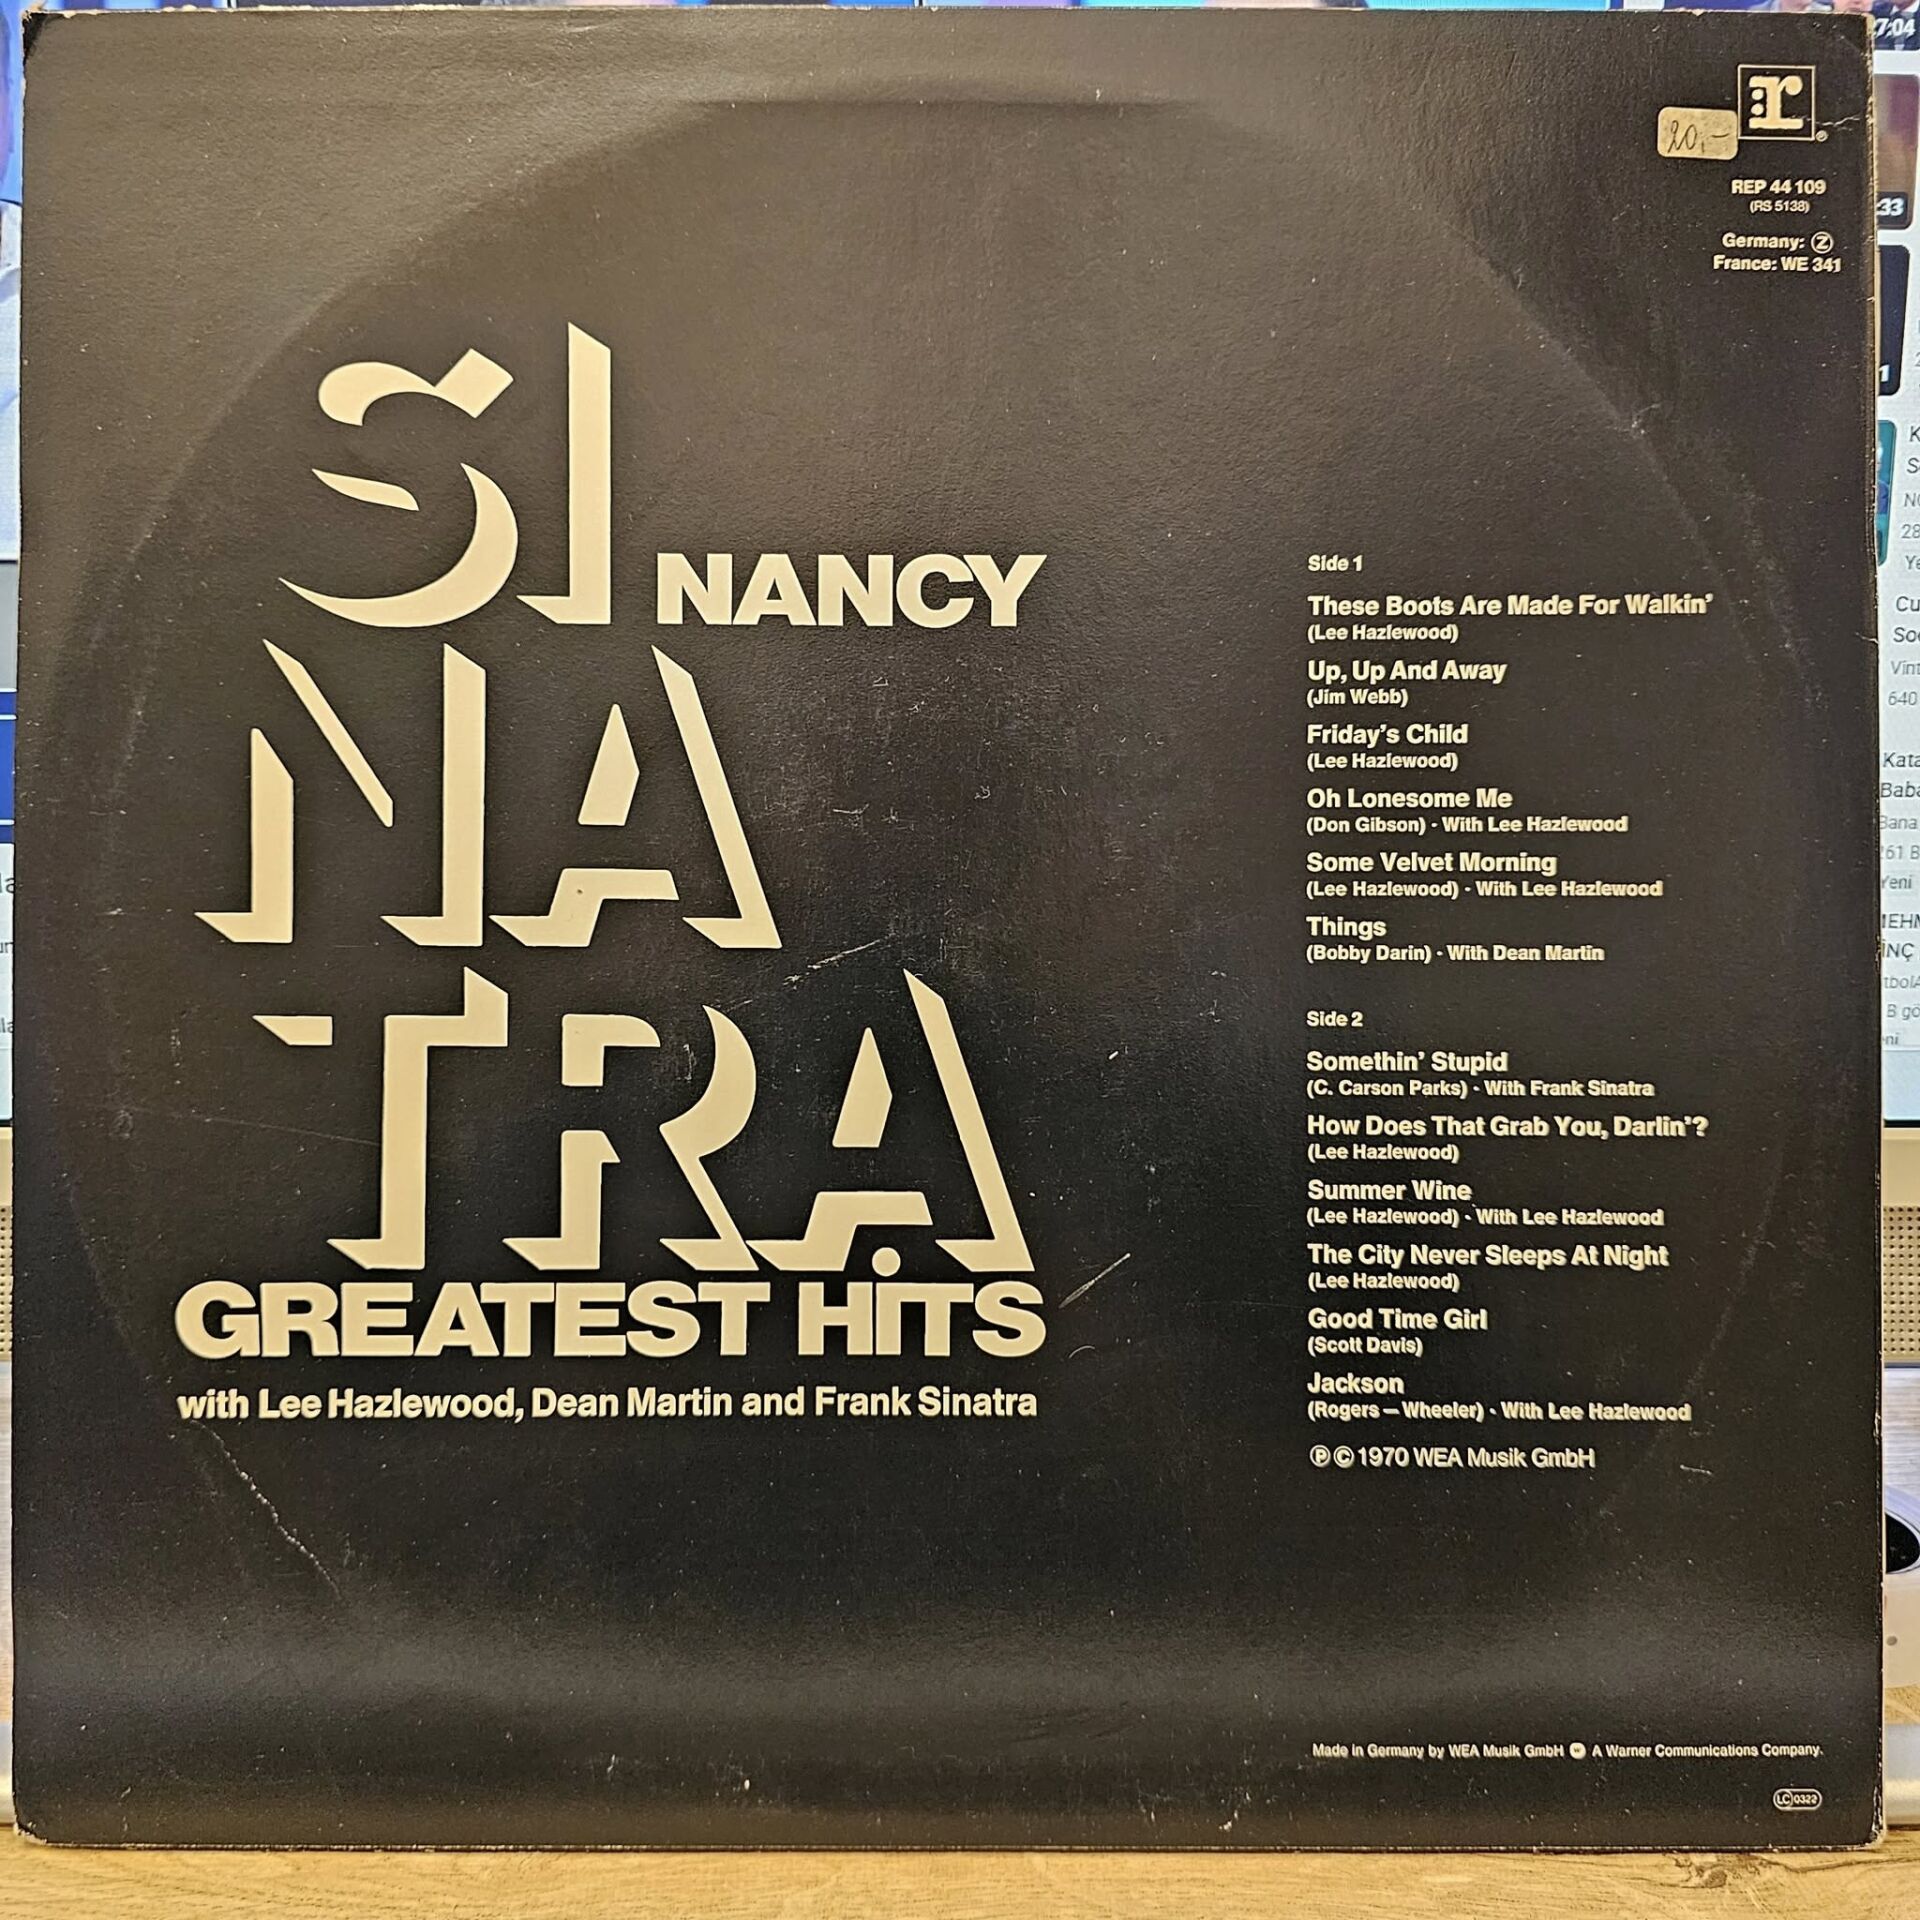 r
®
20,-
REP 44 109
(RS 5138)
Germany: Ⓩ
France: WE 341
SI NANCY
NA
TRA
GREATEST HiTS
with Lee Hazlewood, Dean Martin and Frank Sinatra
Side 1
These Boots Are Made For Walkin’
(Lee Hazlewood)
Up, Up And Away
(Jim Webb)
Friday’s Child
(Lee Hazlewood)
Oh Lonesome Me
(Don Gibson) · With Lee Hazlewood
Some Velvet Morning
(Lee Hazlewood) · With Lee Hazlewood
Things
(Bobby Darin) · With Dean Martin
Side 2
Somethin’ Stupid
(C. Carson Parks) · With Frank Sinatra
How Does That Grab You, Darlin’?
(Lee Hazlewood)
Summer Wine
(Lee Hazlewood) · With Lee Hazlewood
The City Never Sleeps At Night
(Lee Hazlewood)
Good Time Girl
(Scott Davis)
Jackson
(Rogers – Wheeler) · With Lee Hazlewood
Ⓟ © 1970 WEA Musik GmbH
Made in Germany by WEA Musik GmbH A Warner Communications Company.
LC 0322
7:04
:33
28
640
Yeni